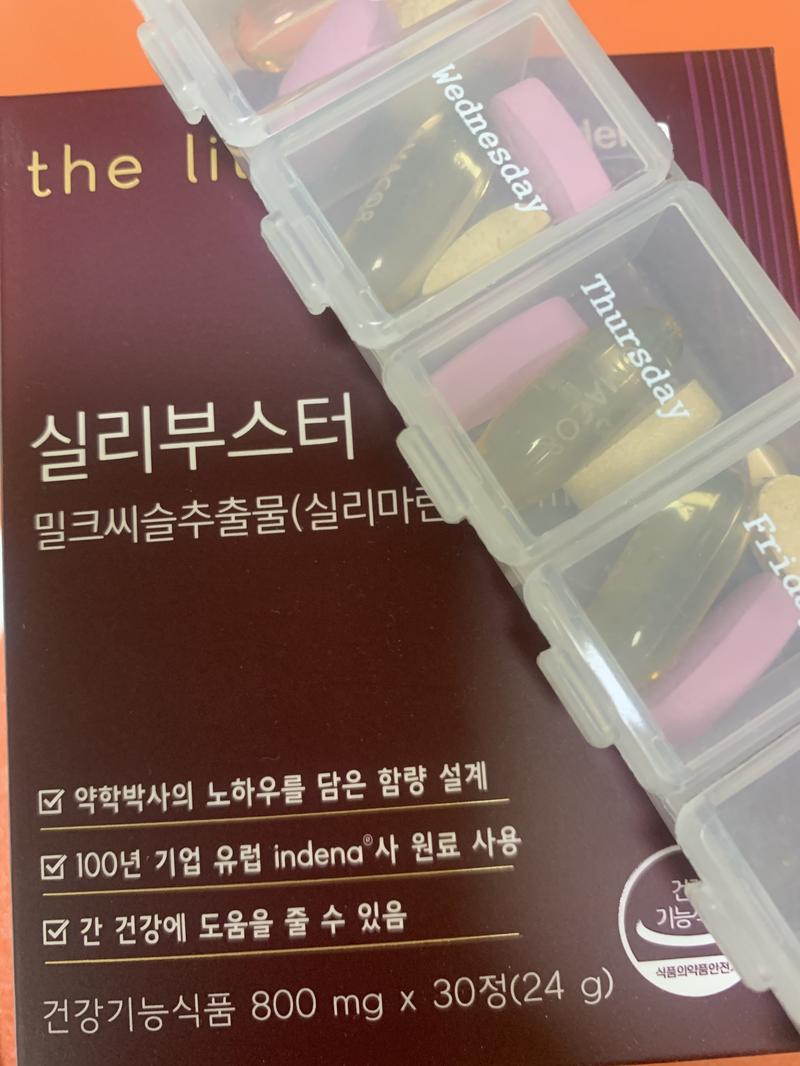 the
Wednesday
Thursday
실리부스터
밀크씨슬추출물(실리마린
약학박사의 노하우를 담은 함량 설계
100년 기업 유럽 indena®사 원료 사용
간 건강에 도움을 줄 수 있음
건강기능식품 800 mg x 30정(24 g)